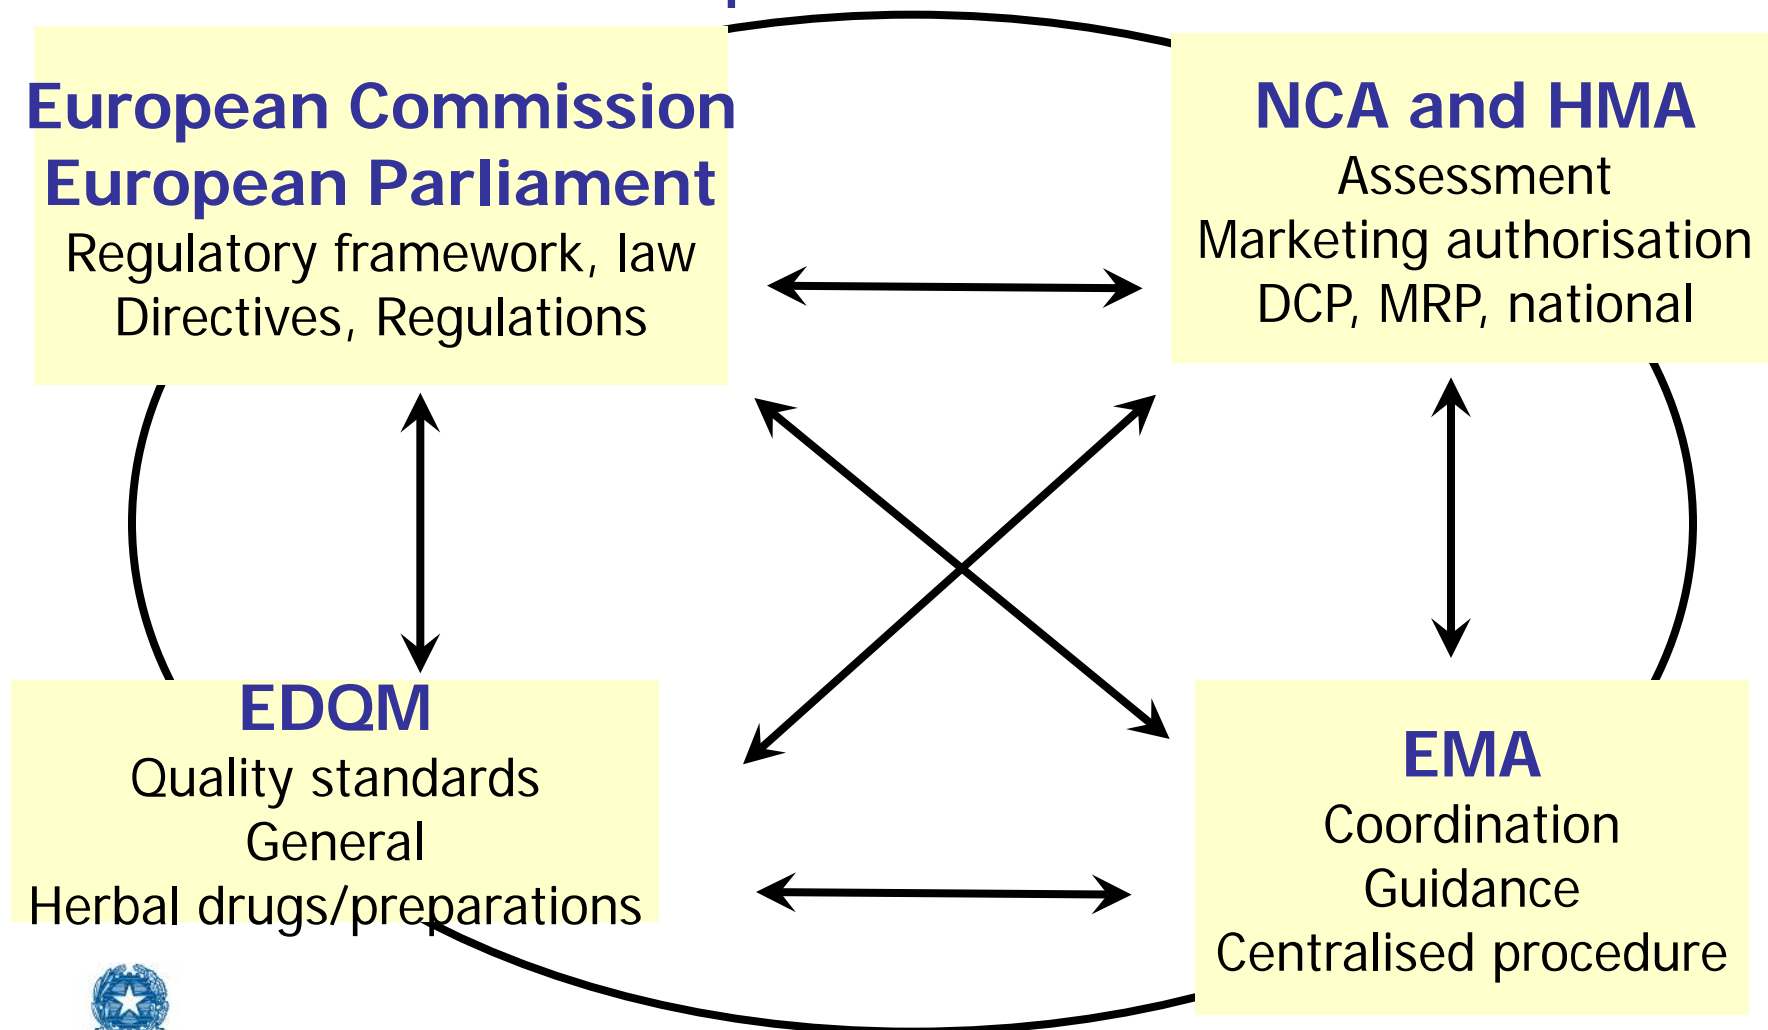 European Commission
European Parliament
Regulatory framework, law
Directives, Regulations
NCA and HMA
Assessment
Marketing authorisation
DCP, MRP, national
EDQM
Quality standards
General
Herbal drugs/preparations
EMA
Coordination
Guidance
Centralised procedure